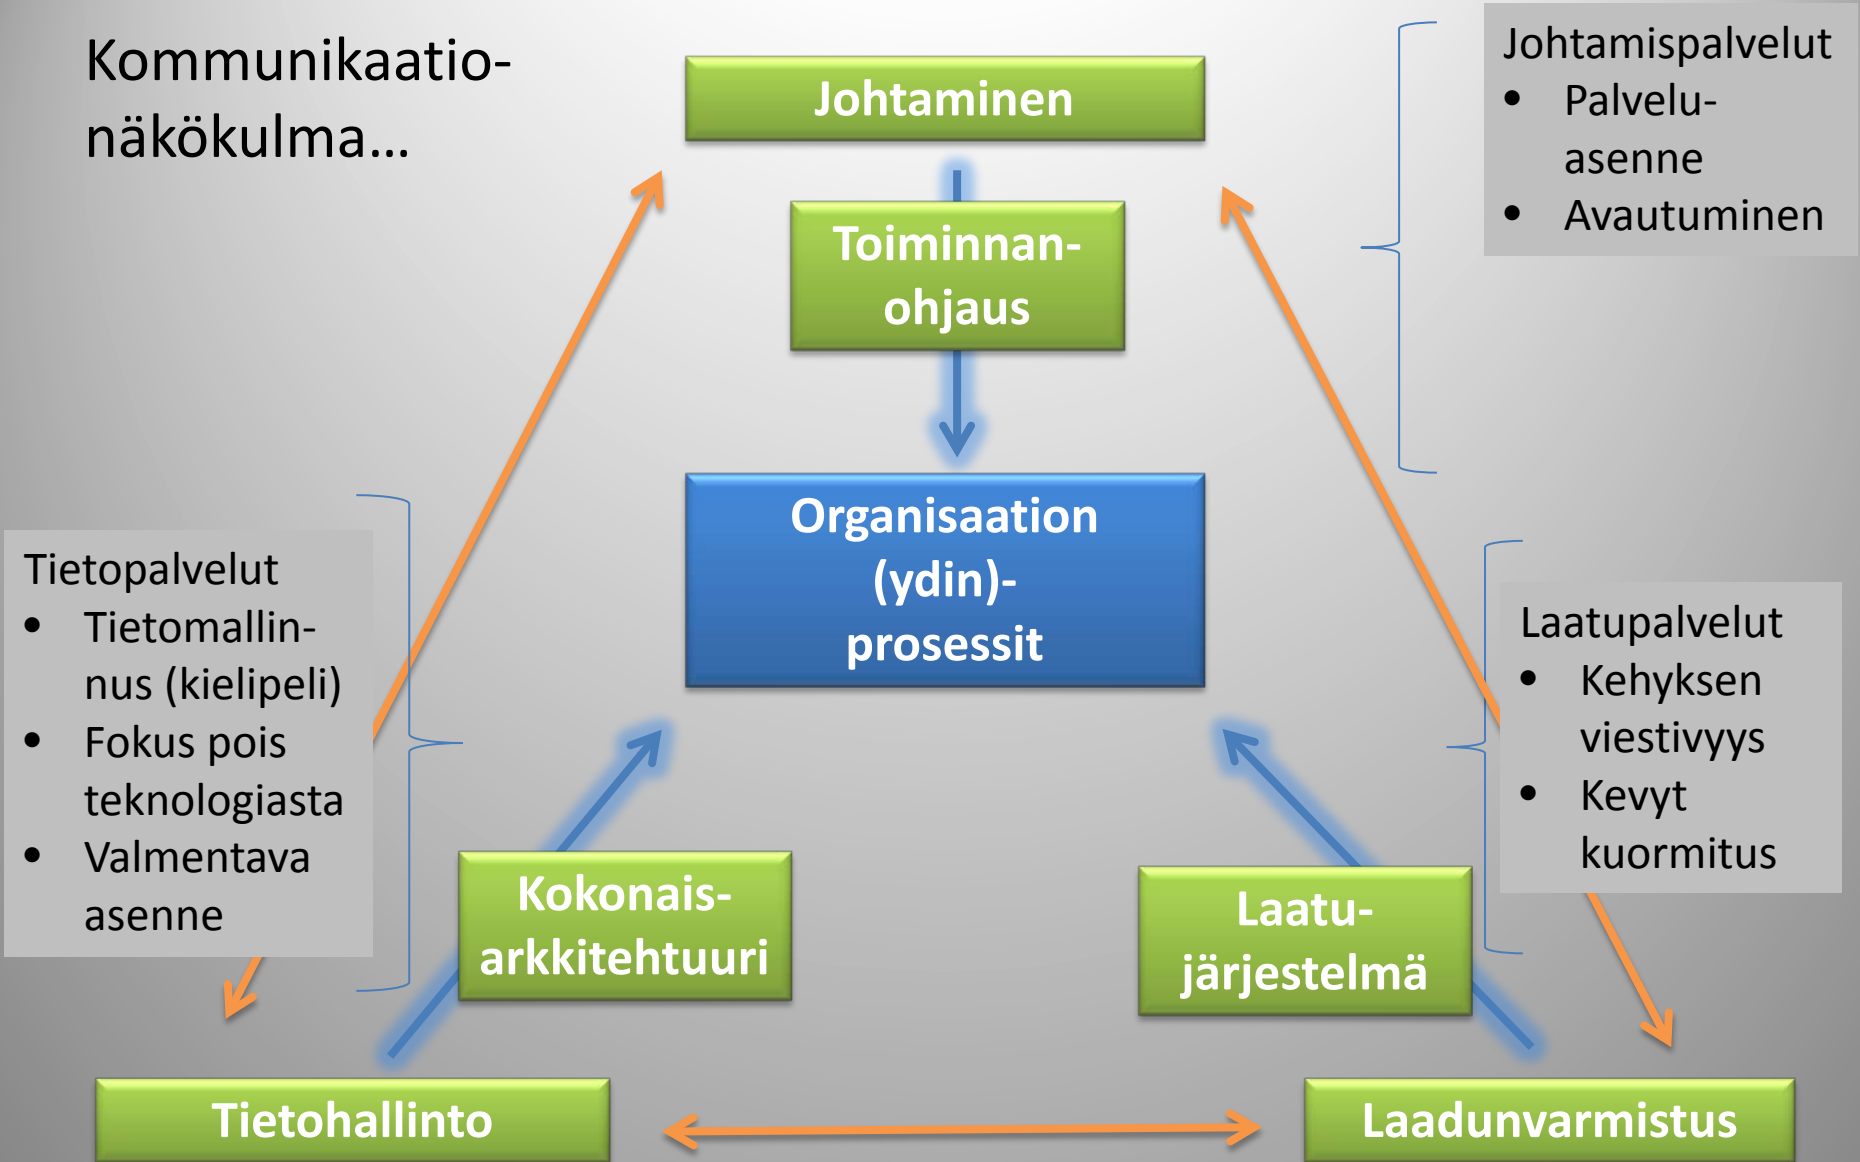 Kommunikaatio-
näkökulma...
Johtaminen
Toiminnan-
ohjaus
Johtamispalvelut
• Palvelu-
asenne
• Avautuminen
Organisaation
(ydin)-
prosessit
Tietopalvelut
• Tietomallin-
nus (kielipeli)
• Fokus pois
teknologiasta
• Valmentava
asenne
Laatupalvelut
• Kehyksen
viestivyys
• Kevyt
kuormitus
Kokonais-
arkkitehtuuri
Laatu-
järjestelmä
Tietohallinto
Laadunvarmistus